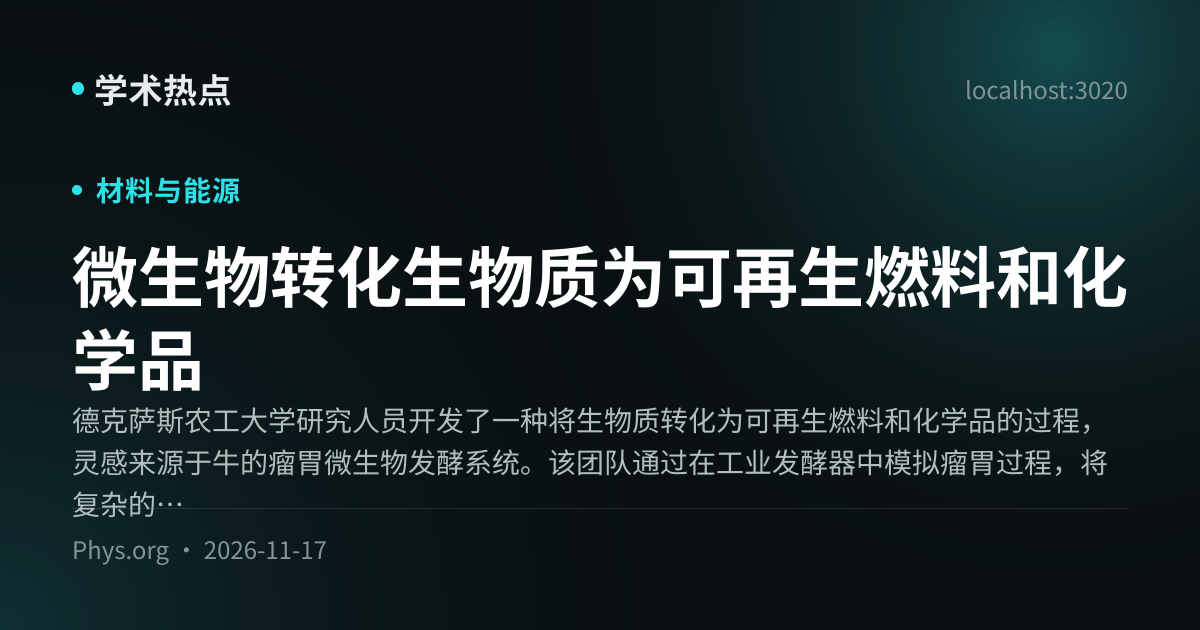 学术热点
localhost:3020
材料与能源
微生物转化生物质为可再生燃料和化
学品
德克萨斯农工大学研究人员开发了一种将生物质转化为可再生燃料和化学品的过程，
灵感来源于牛的瘤胃微生物发酵系统。该团队通过在工业发酵器中模拟瘤胃过程，将
复杂的…
Phys.org • 2026-11-17